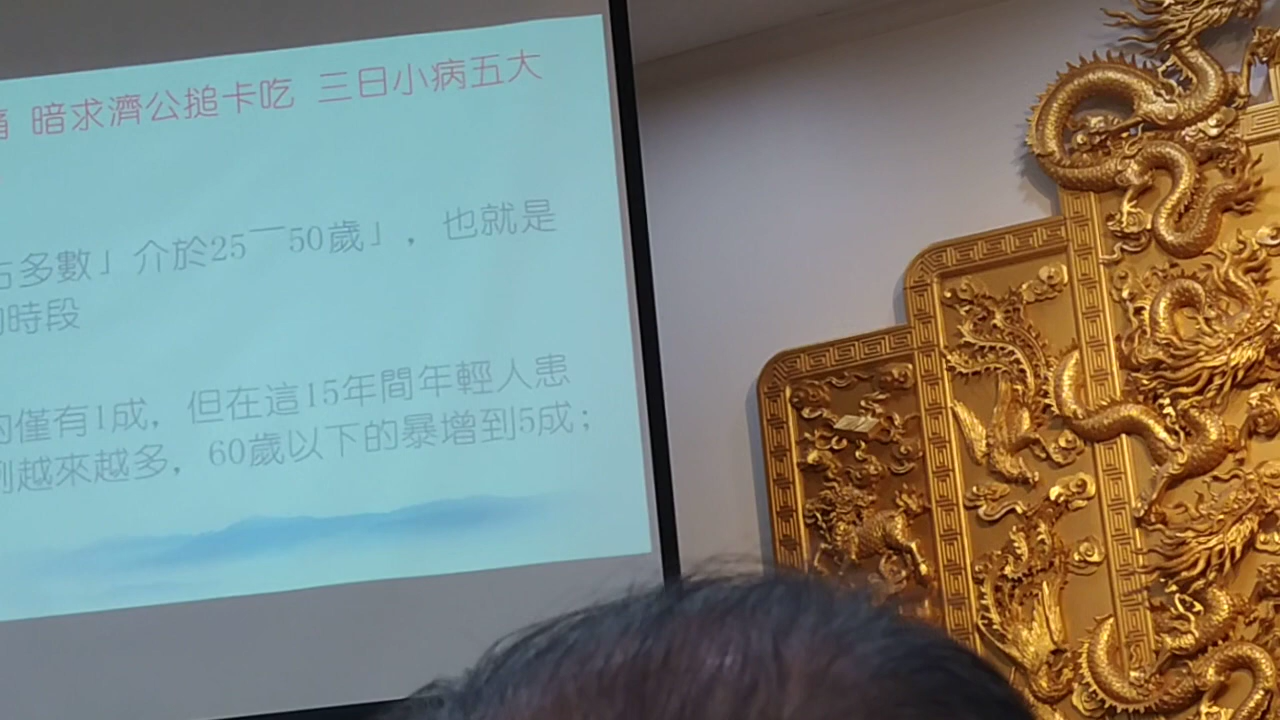 暗求濟公搥卡吃 三日小病五大
多數」介於25￣50歲」，也就是
時段
僅有1成，但在這15年間年輕人患
越來越多，60歲以下的暴增到5成；